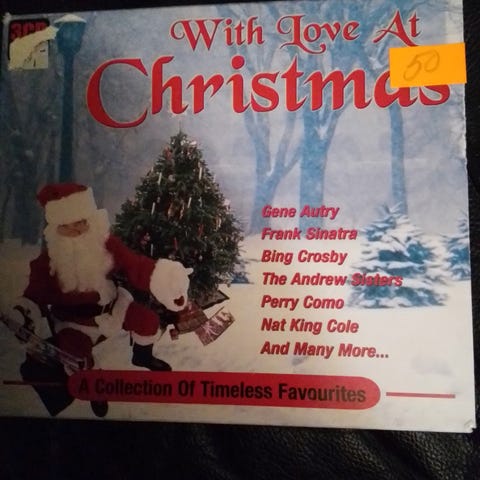 3CD
With Love At
Christmas
50
Gene Autry
Frank Sinatra
Bing Crosby
The Andrew Sisters
Perry Como
Nat King Cole
And Many More...
A Collection Of Timeless Favourites